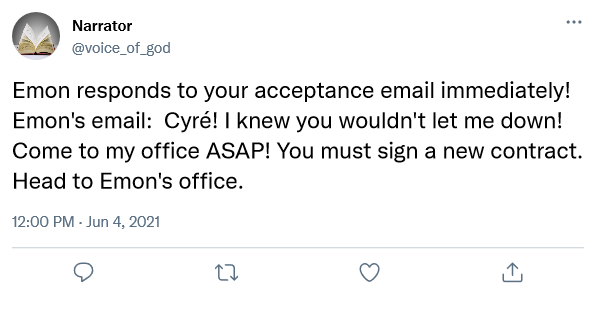 Narrator
@voice_of_god
Emon responds to your acceptance email immediately!
Emon's email:  Cyré! I knew you wouldn't let me down!
Come to my office ASAP! You must sign a new contract.
Head to Emon's office.
12:00 PM · Jun 4, 2021